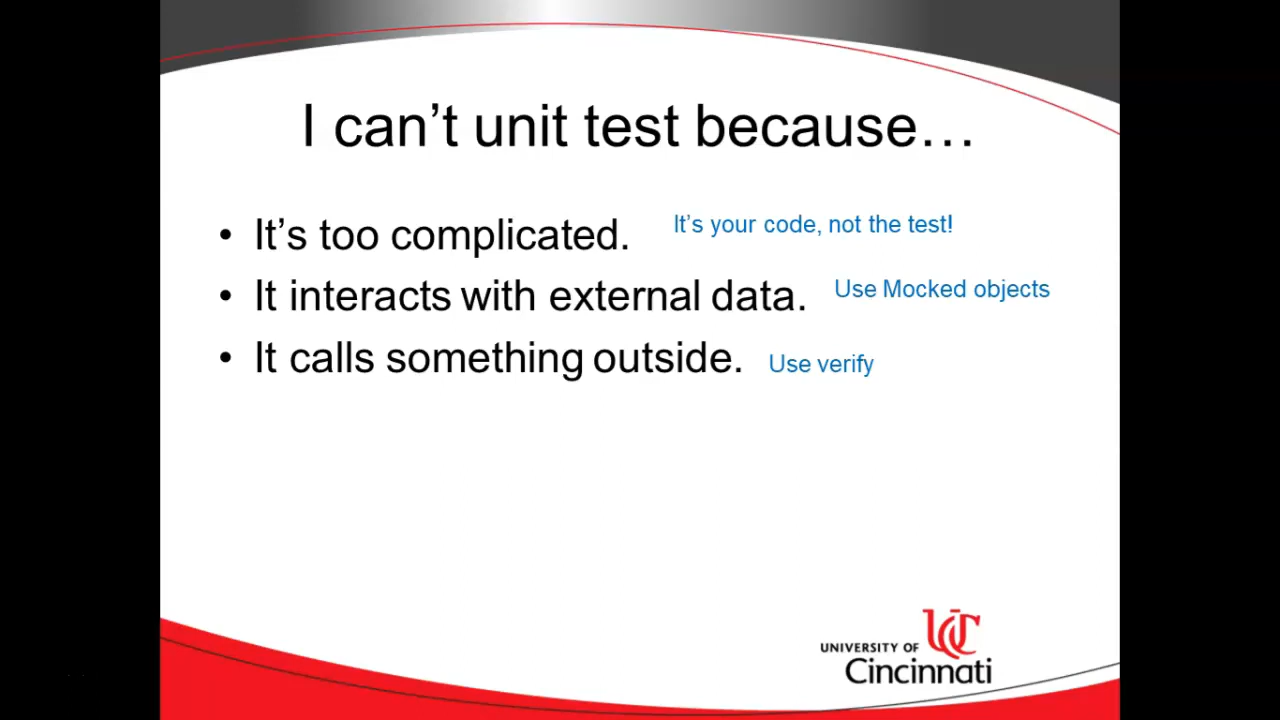 I can’t unit test because…
• It’s too complicated. It’s your code, not the test!
• It interacts with external data. Use Mocked objects
• It calls something outside. Use verify
UC
UNIVERSITY OF
Cincinnati